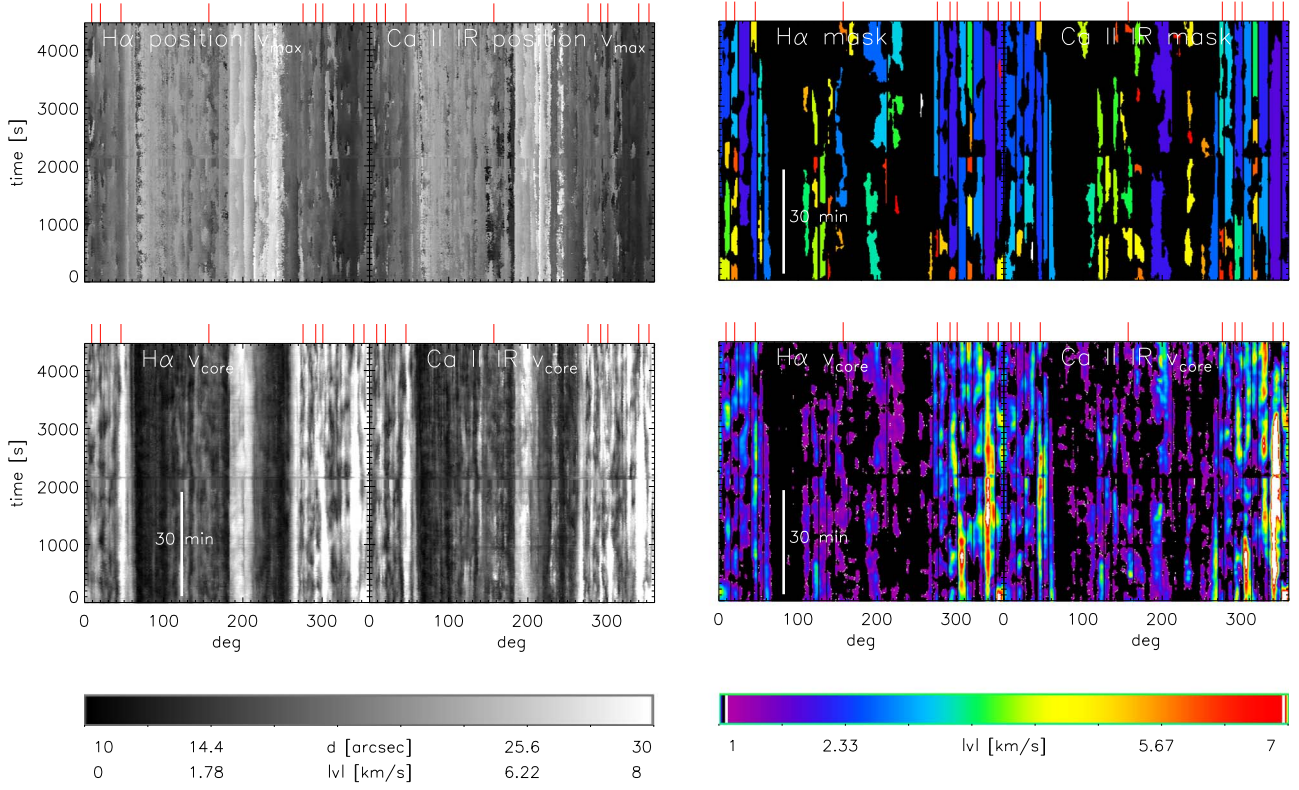 Hα position v_max
Ca II IR position v_max
Hα mask
Ca II IR mask
4000
3000
2000
1000
0
time [s]
30 min
Hα v_core
Ca II IR v_core
Hα v_core
Ca II IR v_core
4000
3000
2000
1000
0
time [s]
30 min
30 min
0 100 200 300 0 100 200 300
deg deg
0 100 200 300 0 100 200 300
deg deg
10 14.4 d [arcsec] 25.6 30
0 1.78 |v| [km/s] 6.22 8
1 2.33 |v| [km/s] 5.67 7